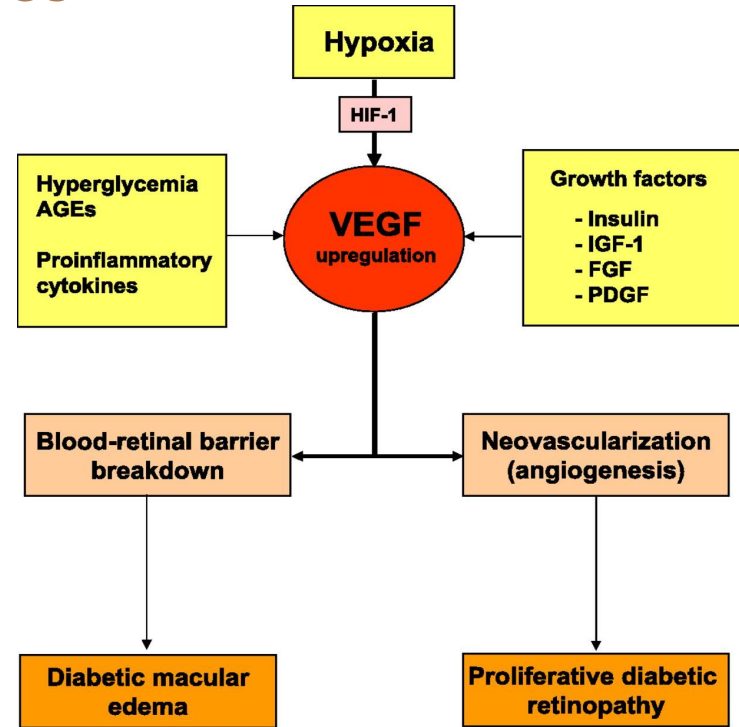 Hypoxia
HIF-1
Hyperglycemia
AGEs
Proinflammatory
cytokines
VEGF
upregulation
Growth factors
- Insulin
- IGF-1
- FGF
- PDGF
Blood-retinal barrier
breakdown
Neovascularization
(angiogenesis)
Diabetic macular
edema
Proliferative diabetic
retinopathy